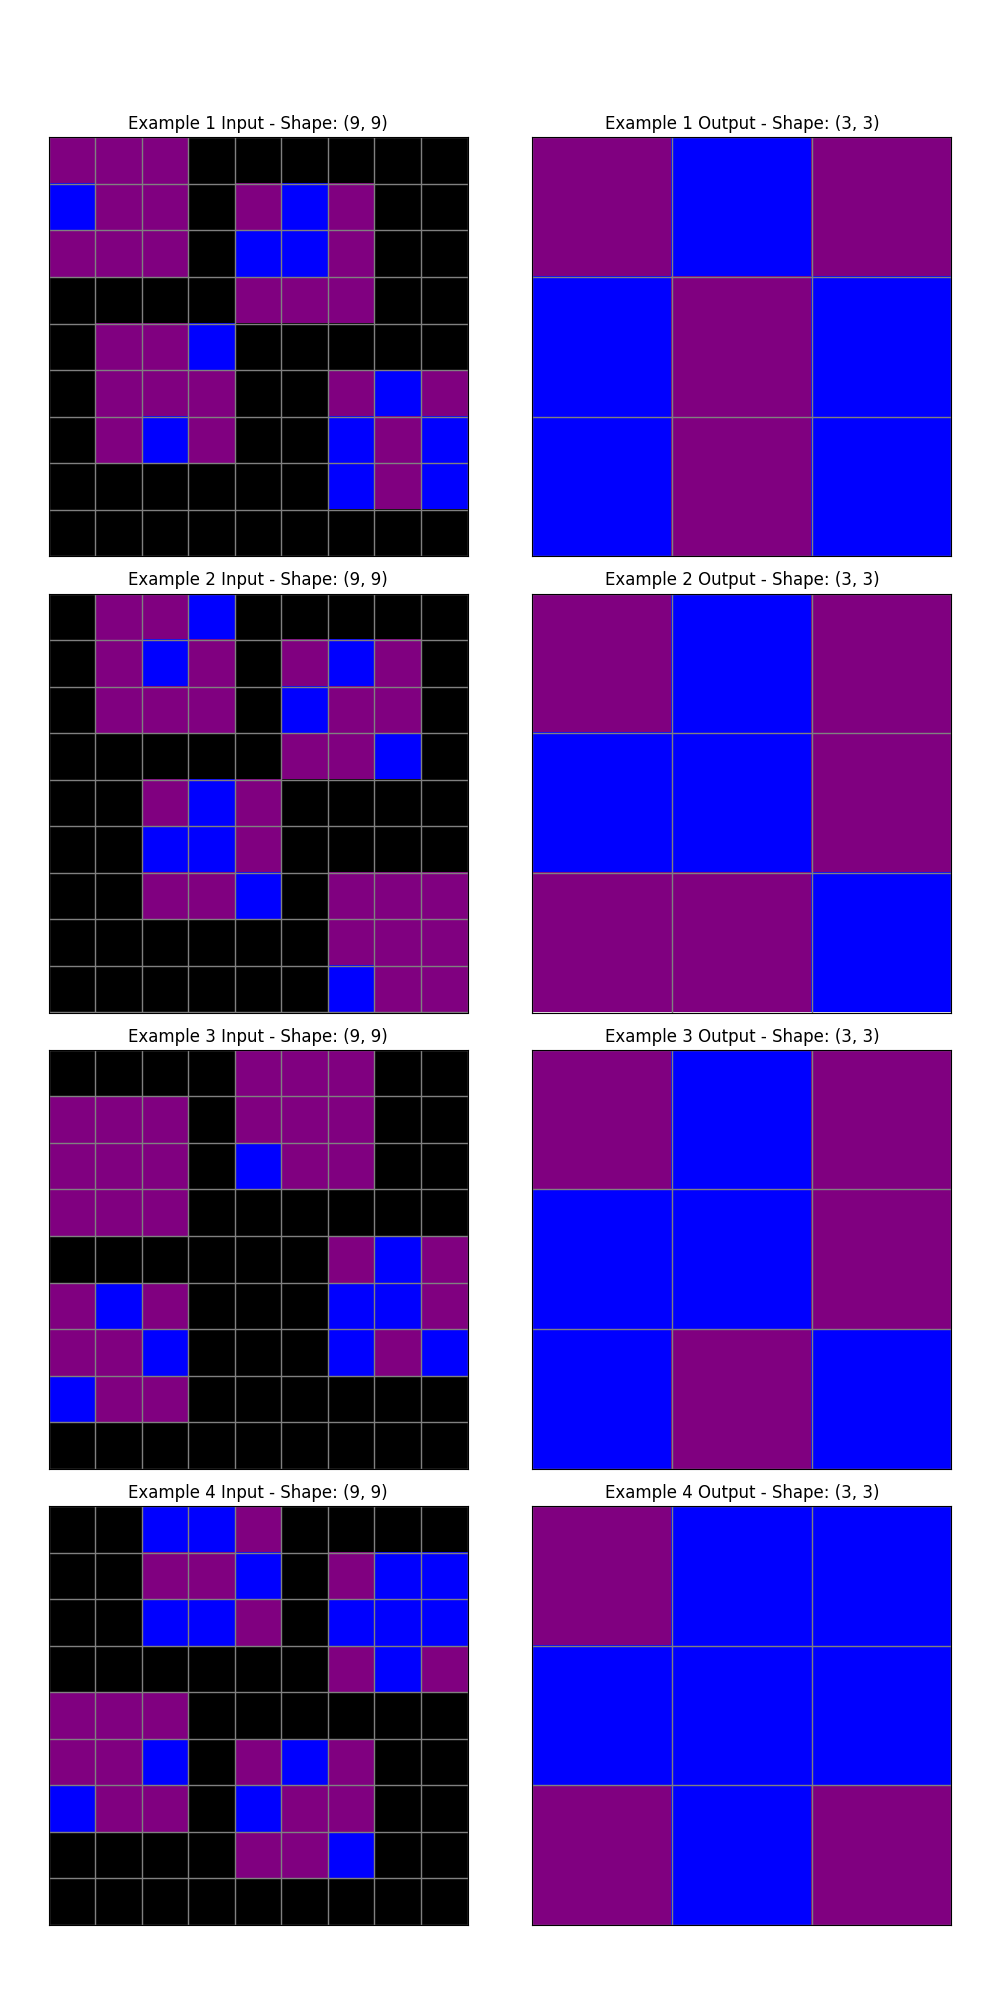 Example 1 Input - Shape: (9, 9)
Example 1 Output - Shape: (3, 3)
Example 2 Input - Shape: (9, 9)
Example 2 Output - Shape: (3, 3)
Example 3 Input - Shape: (9, 9)
Example 3 Output - Shape: (3, 3)
Example 4 Input - Shape: (9, 9)
Example 4 Output - Shape: (3, 3)